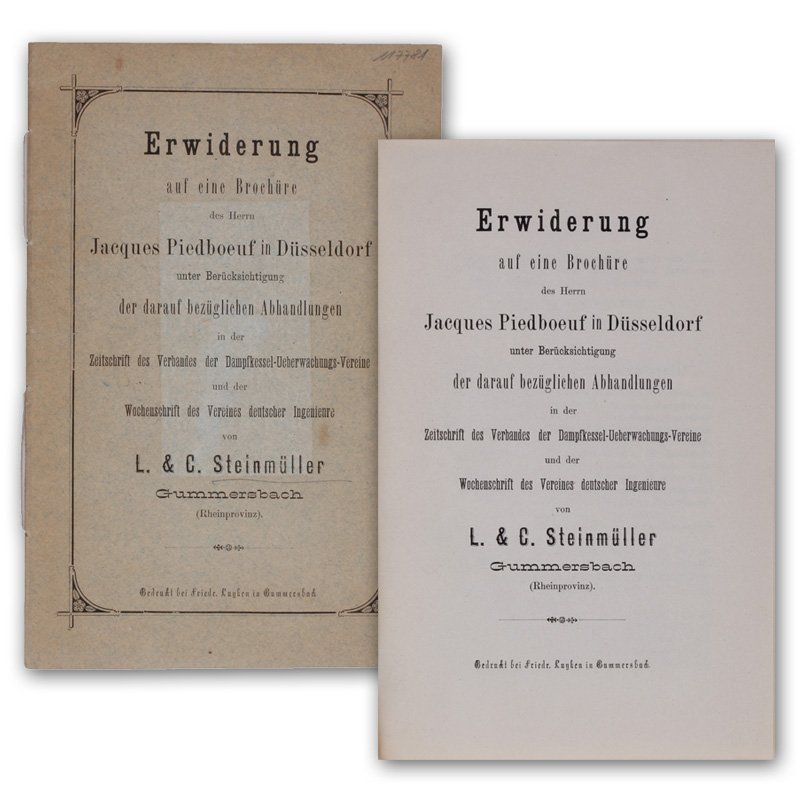 117781
Erwiderung
auf eine Brochüre
des Herrn
Jacques Piedboeuf in Düsseldorf
unter Berücksichtigung
der darauf bezüglichen Abhandlungen
in der
Zeitschrift des Verbandes der Dampfkessel-Ueberwachungs-Vereine
und der
Wochenschrift des Vereines deutscher Ingenieure
von
L. & C. Steinmüller
Gummersbach
(Rheinprovinz).
Gedruckt bei Friedr. Luyken in Gummersbach.
Erwiderung
auf eine Brochüre
des Herrn
Jacques Piedboeuf in Düsseldorf
unter Berücksichtigung
der darauf bezüglichen Abhandlungen
in der
Zeitschrift des Verbandes der Dampfkessel-Ueberwachungs-Vereine
und der
Wochenschrift des Vereines deutscher Ingenieure
von
L. & C. Steinmüller
Gummersbach
(Rheinprovinz).
Gedruckt bei Friedr. Luyken in Gummersbach.